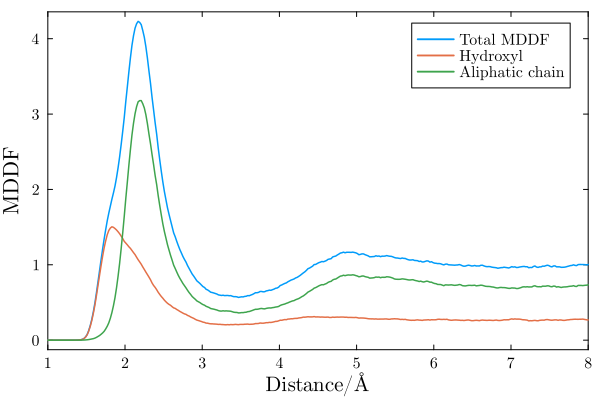 Total MDDF
Hydroxyl
Aliphatic chain
MDDF
4
3
2
1
0
1 2 3 4 5 6 7 8
Distance/Å